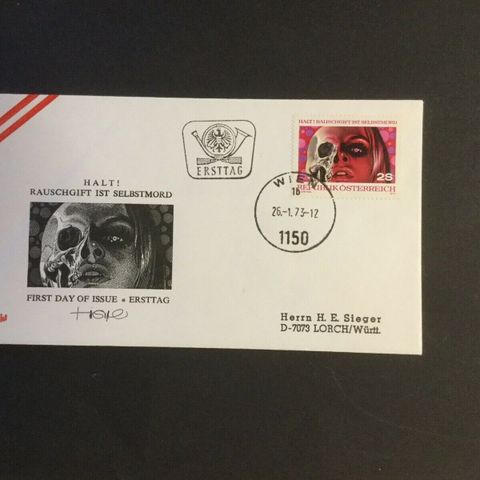 HALT!
RAUSCHGIFT IST SELBSTMORD
FIRST DAY OF ISSUE • ERSTTAG
ERSTTAG
HALT! RAUSCHGIFT IST SELBSTMORD
2S
REPUBLIK ÖSTERREICH
WIEN
26.-1.73-12
1150
Herrn H. E. Sieger
D-7073 LORCH/Württ.